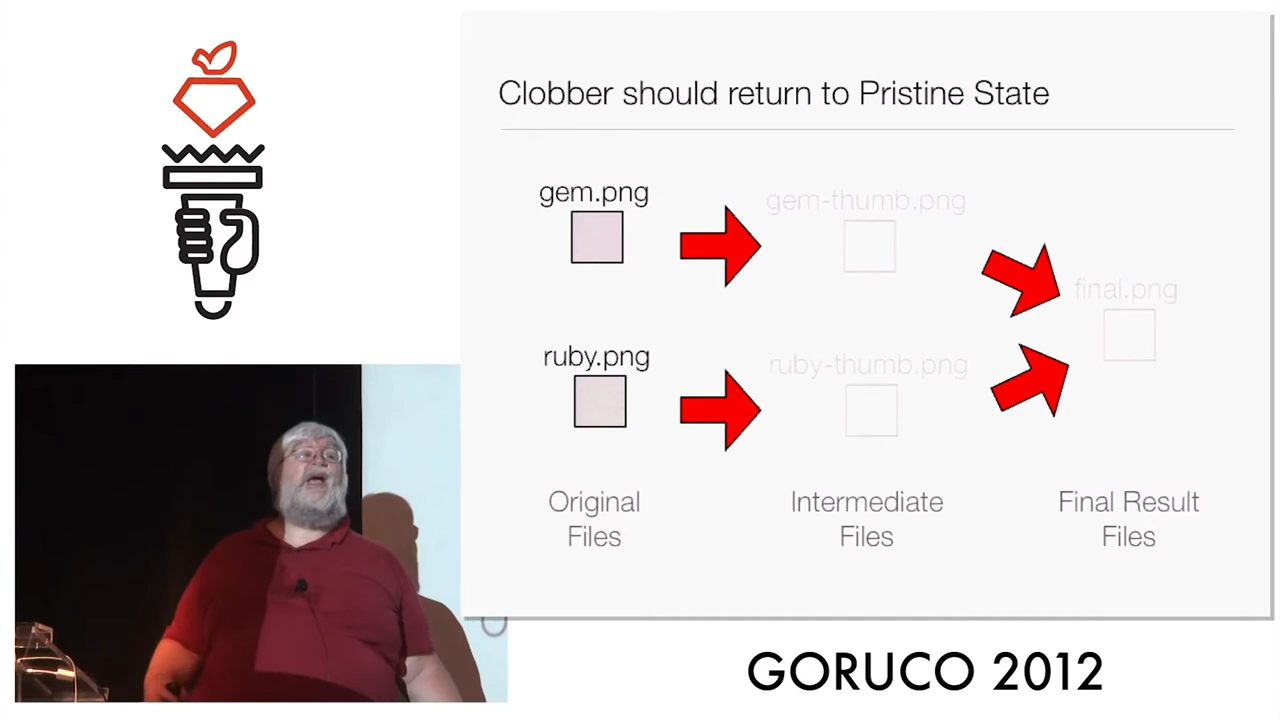 Clobber should return to Pristine State
gem.png
gem-thumb.png
final.png
ruby.png
ruby-thumb.png
Original
Files
Intermediate
Files
Final Result
Files
GORUCO 2012